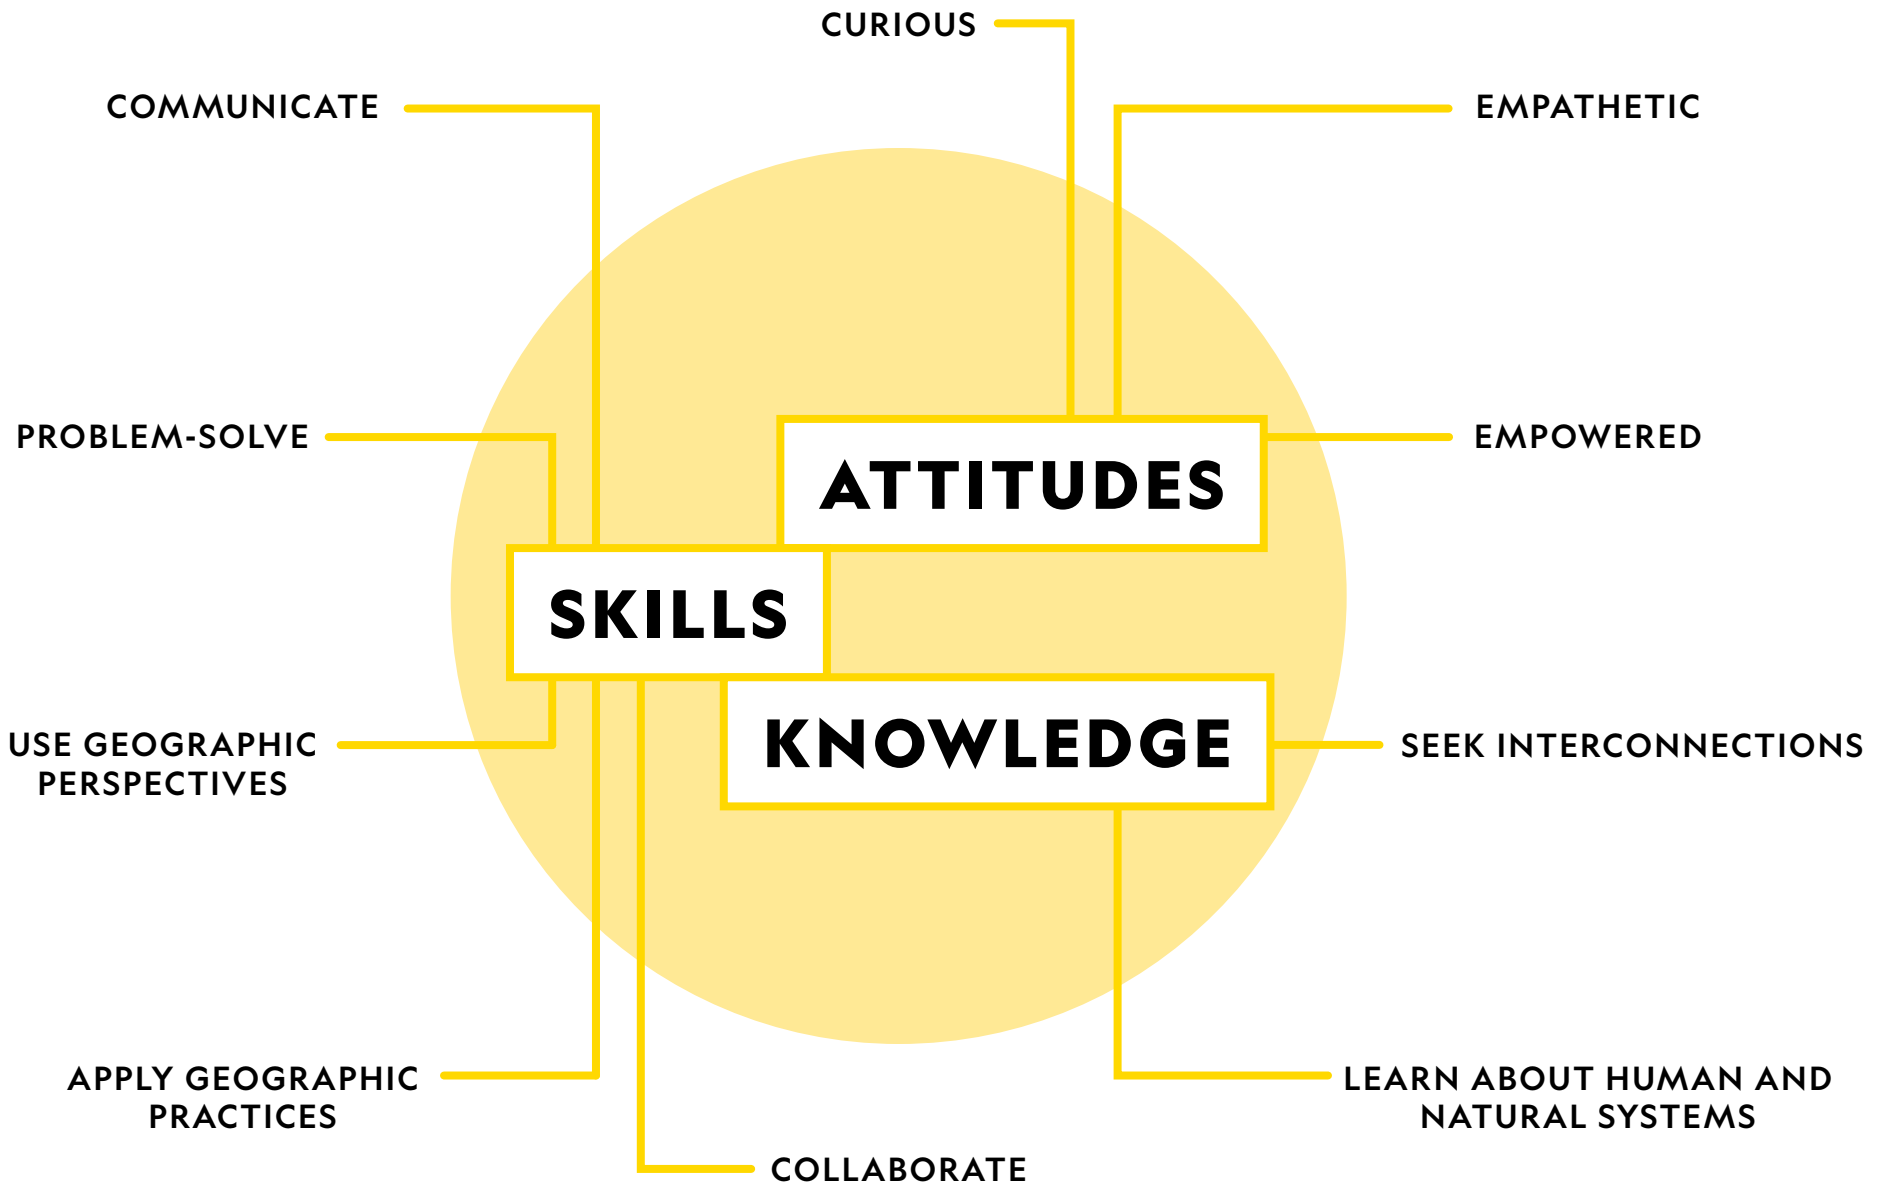 CURIOUS
COMMUNICATE
EMPATHETIC
PROBLEM-SOLVE
EMPOWERED
ATTITUDES
SKILLS
KNOWLEDGE
USE GEOGRAPHIC
PERSPECTIVES
SEEK INTERCONNECTIONS
APPLY GEOGRAPHIC
PRACTICES
LEARN ABOUT HUMAN AND
NATURAL SYSTEMS
COLLABORATE